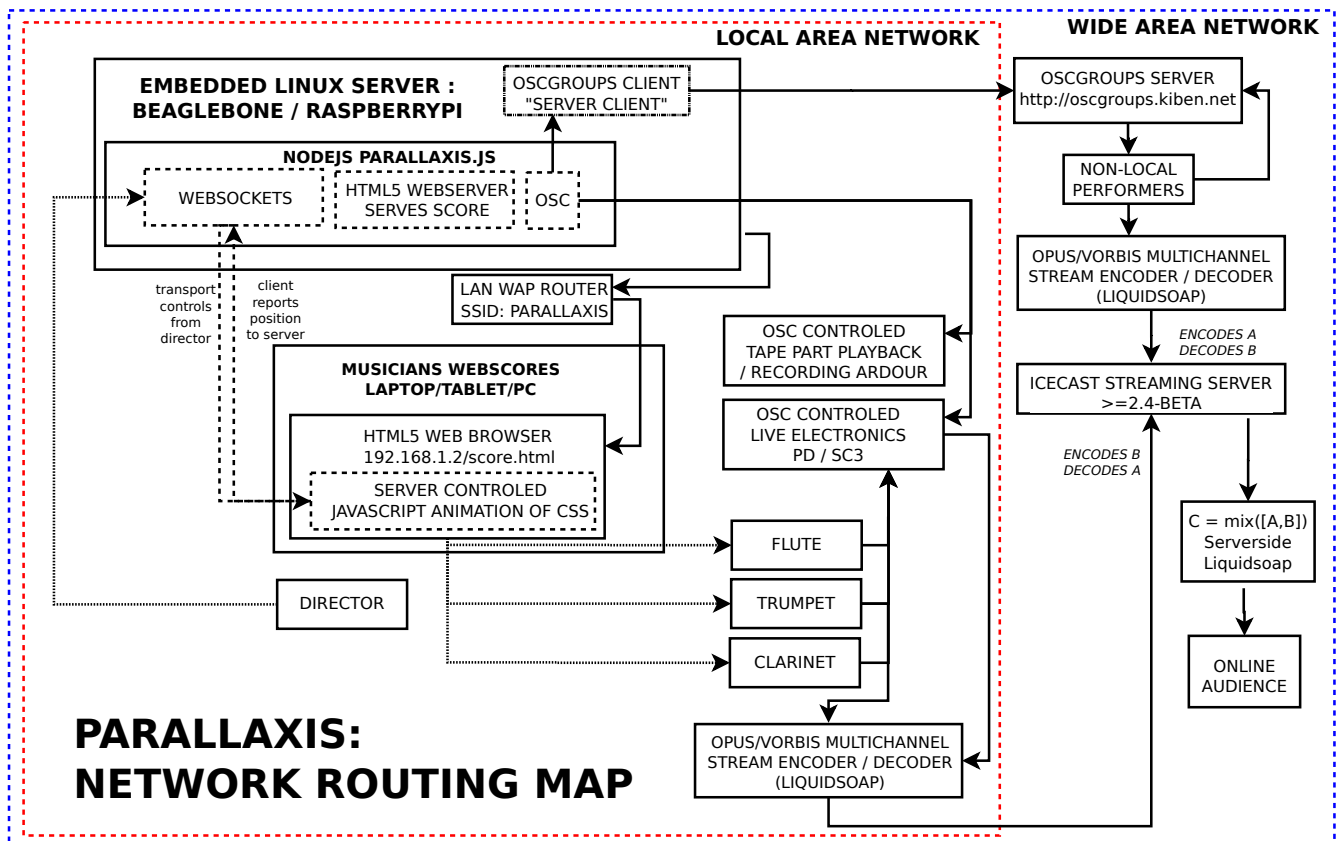 LOCAL AREA NETWORK
WIDE AREA NETWORK
EMBEDDED LINUX SERVER :
BEAGLEBONE / RASPBERRYPI
OSCGROUPS CLIENT
"SERVER CLIENT"
OSCGROUPS SERVER
http://oscgroups.kiben.net
NODEJS PARALLAXIS.JS
WEBSOCKETS
HTML5 WEBSERVER
SERVES SCORE
OSC
NON-LOCAL
PERFORMERS
OPUS/VORBIS MULTICHANNEL
STREAM ENCODER / DECODER
(LIQUIDSOAP)
transport
controls
from
director
client
reports
position
to server
LAN WAP ROUTER
SSID: PARALLAXIS
OSC CONTROLED
TAPE PART PLAYBACK
/ RECORDING ARDOUR
ENCODES A
DECODES B
MUSICIANS WEBSCORES
LAPTOP/TABLET/PC
ICECAST STREAMING SERVER
>=2.4-BETA
OSC CONTROLED
LIVE ELECTRONICS
PD / SC3
HTML5 WEB BROWSER
192.168.1.2/score.html
ENCODES B
DECODES A
SERVER CONTROLED
JAVASCRIPT ANIMATION OF CSS
C = mix([A,B])
Serverside
Liquidsoap
FLUTE
DIRECTOR
TRUMPET
CLARINET
ONLINE
AUDIENCE
PARALLAXIS:
NETWORK ROUTING MAP
OPUS/VORBIS MULTICHANNEL
STREAM ENCODER / DECODER
(LIQUIDSOAP)